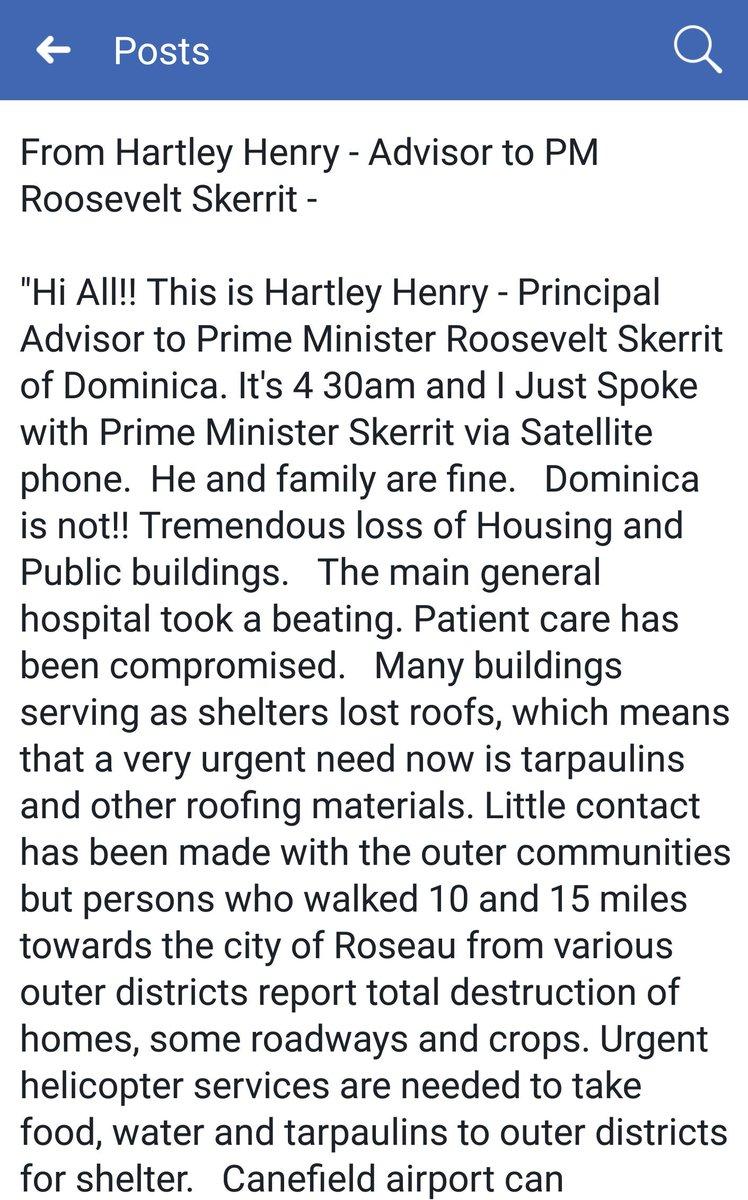 Posts
From Hartley Henry - Advisor to PM
Roosevelt Skerrit -
"Hi All!! This is Hartley Henry - Principal
Advisor to Prime Minister Roosevelt Skerrit
of Dominica. It's 4 30am and I Just Spoke
with Prime Minister Skerrit via Satellite
phone.  He and family are fine.   Dominica
is not!! Tremendous loss of Housing and
Public buildings.   The main general
hospital took a beating. Patient care has
been compromised.   Many buildings
serving as shelters lost roofs, which means
that a very urgent need now is tarpaulins
and other roofing materials. Little contact
has been made with the outer communities
but persons who walked 10 and 15 miles
towards the city of Roseau from various
outer districts report total destruction of
homes, some roadways and crops. Urgent
helicopter services are needed to take
food, water and tarpaulins to outer districts
for shelter.   Canefield airport can